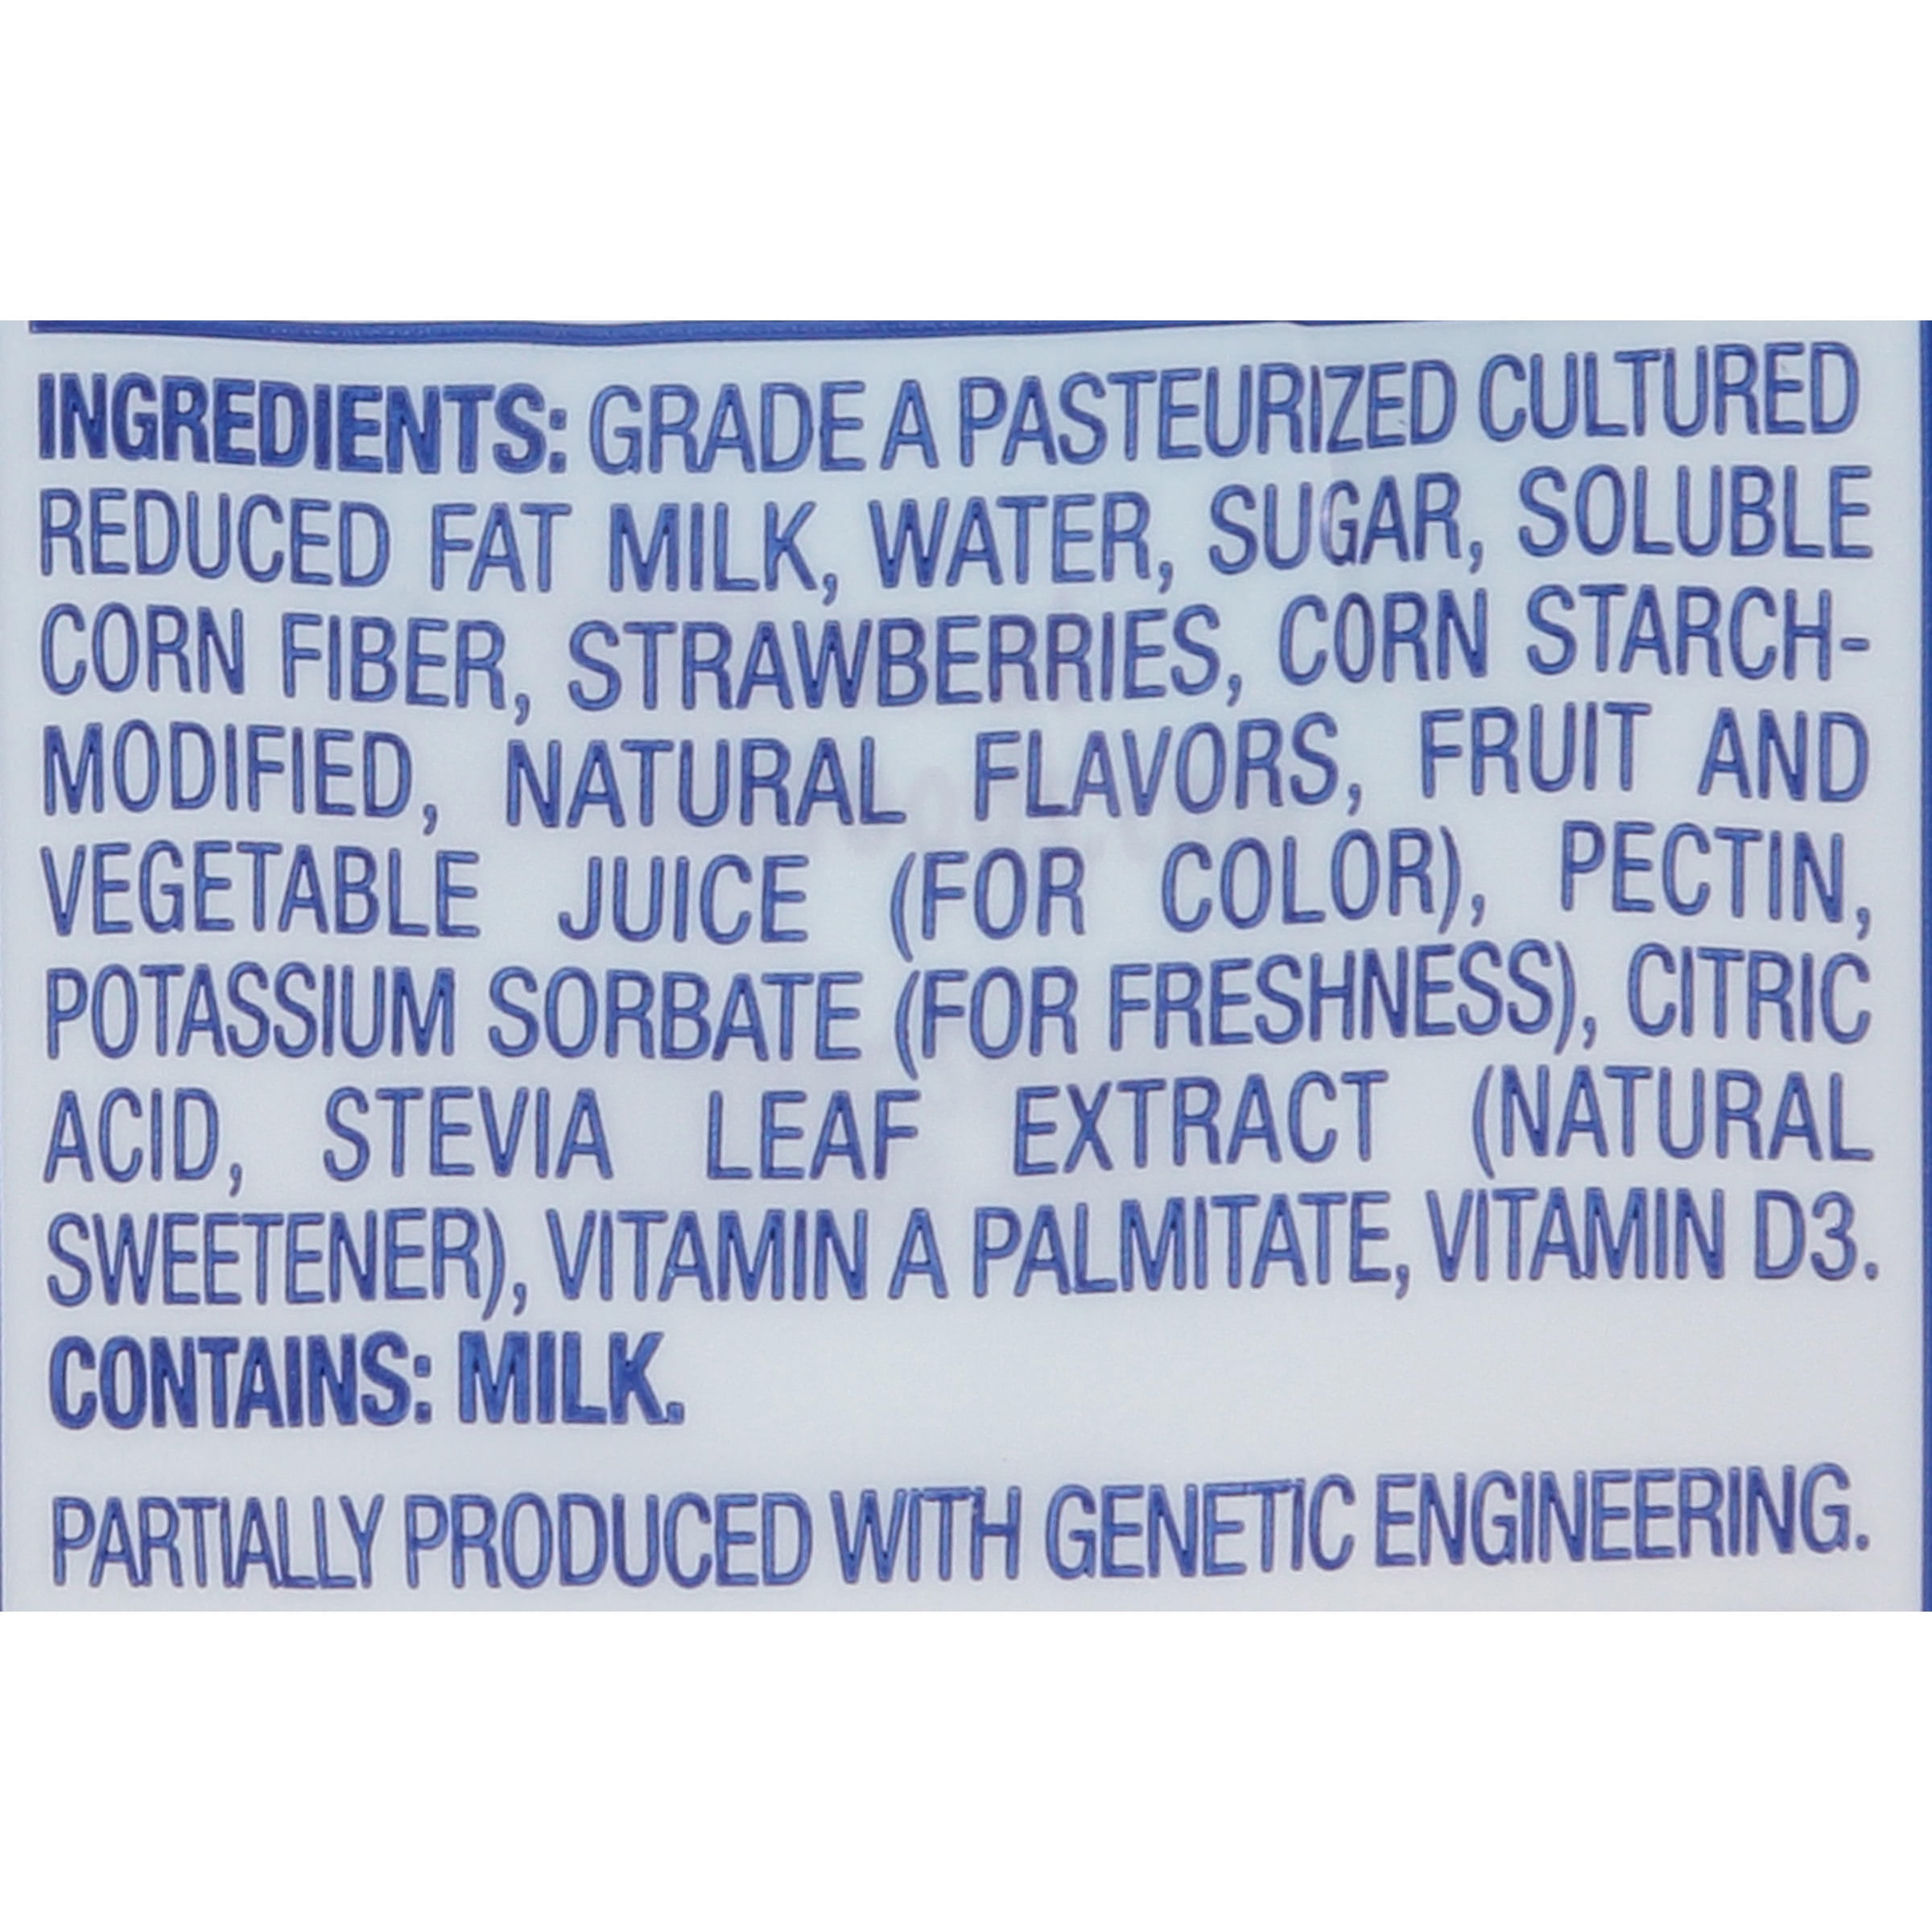 INGREDIENTS: GRADE A PASTEURIZED CULTURED
REDUCED FAT MILK, WATER, SUGAR, SOLUBLE
CORN FIBER, STRAWBERRIES, CORN STARCH-
MODIFIED, NATURAL FLAVORS, FRUIT AND
VEGETABLE JUICE (FOR COLOR), PECTIN,
POTASSIUM SORBATE (FOR FRESHNESS), CITRIC
ACID, STEVIA LEAF EXTRACT (NATURAL
SWEETENER), VITAMIN A PALMITATE, VITAMIN D3.
CONTAINS: MILK.
PARTIALLY PRODUCED WITH GENETIC ENGINEERING.